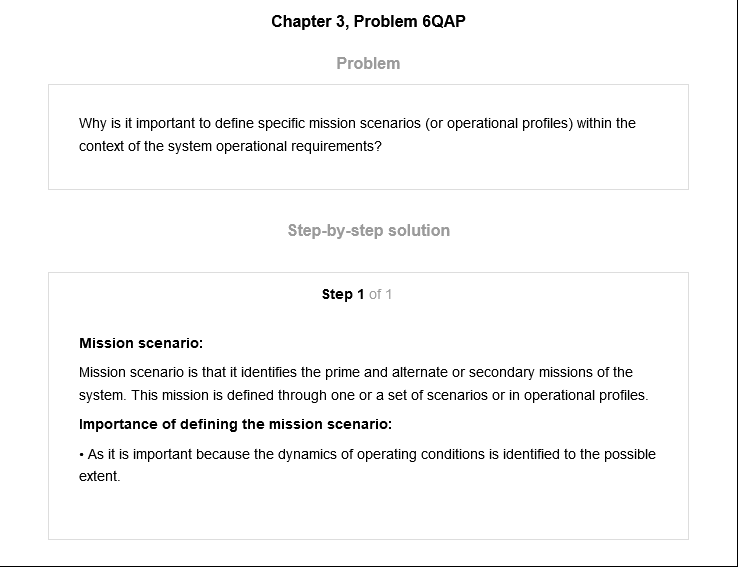 Chapter 3, Problem 6QAP
Problem
Why is it important to define specific mission scenarios (or operational profiles) within the
context of the system operational requirements?
Step-by-step solution
Step 1 of 1
Mission scenario:
Mission scenario is that it identifies the prime and alternate or secondary missions of the
system. This mission is defined through one or a set of scenarios or in operational profiles.
Importance of defining the mission scenario:
• As it is important because the dynamics of operating conditions is identified to the possible
extent.